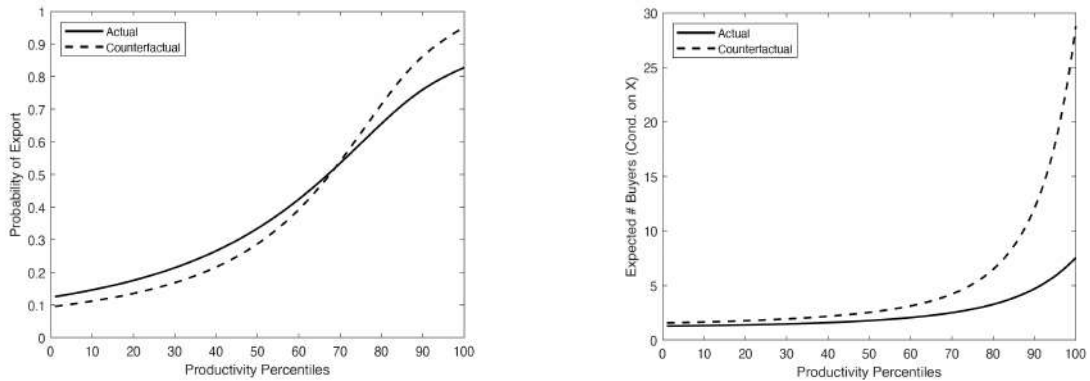 1
0.9
0.8
0.7
0.6
0.5
0.4
0.3
0.2
0.1
0
Probability of Export
Actual
Counterfactual
0 10 20 30 40 50 60 70 80 90 100
Productivity Percentiles
30
25
20
15
10
5
0
Expected # Buyers (Cond. on X)
Actual
Counterfactual
0 10 20 30 40 50 60 70 80 90 100
Productivity Percentiles